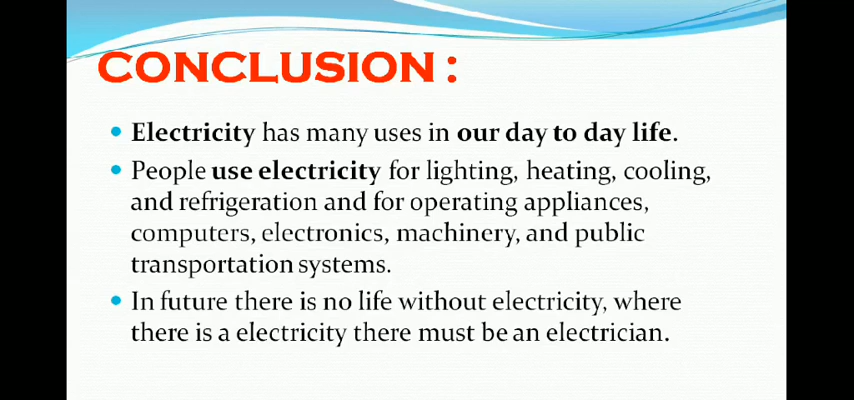 CONCLUSION :
• Electricity has many uses in our day to day life.
• People use electricity for lighting, heating, cooling,
and refrigeration and for operating appliances,
computers, electronics, machinery, and public
transportation systems.
• In future there is no life without electricity, where
there is a electricity there must be an electrician.